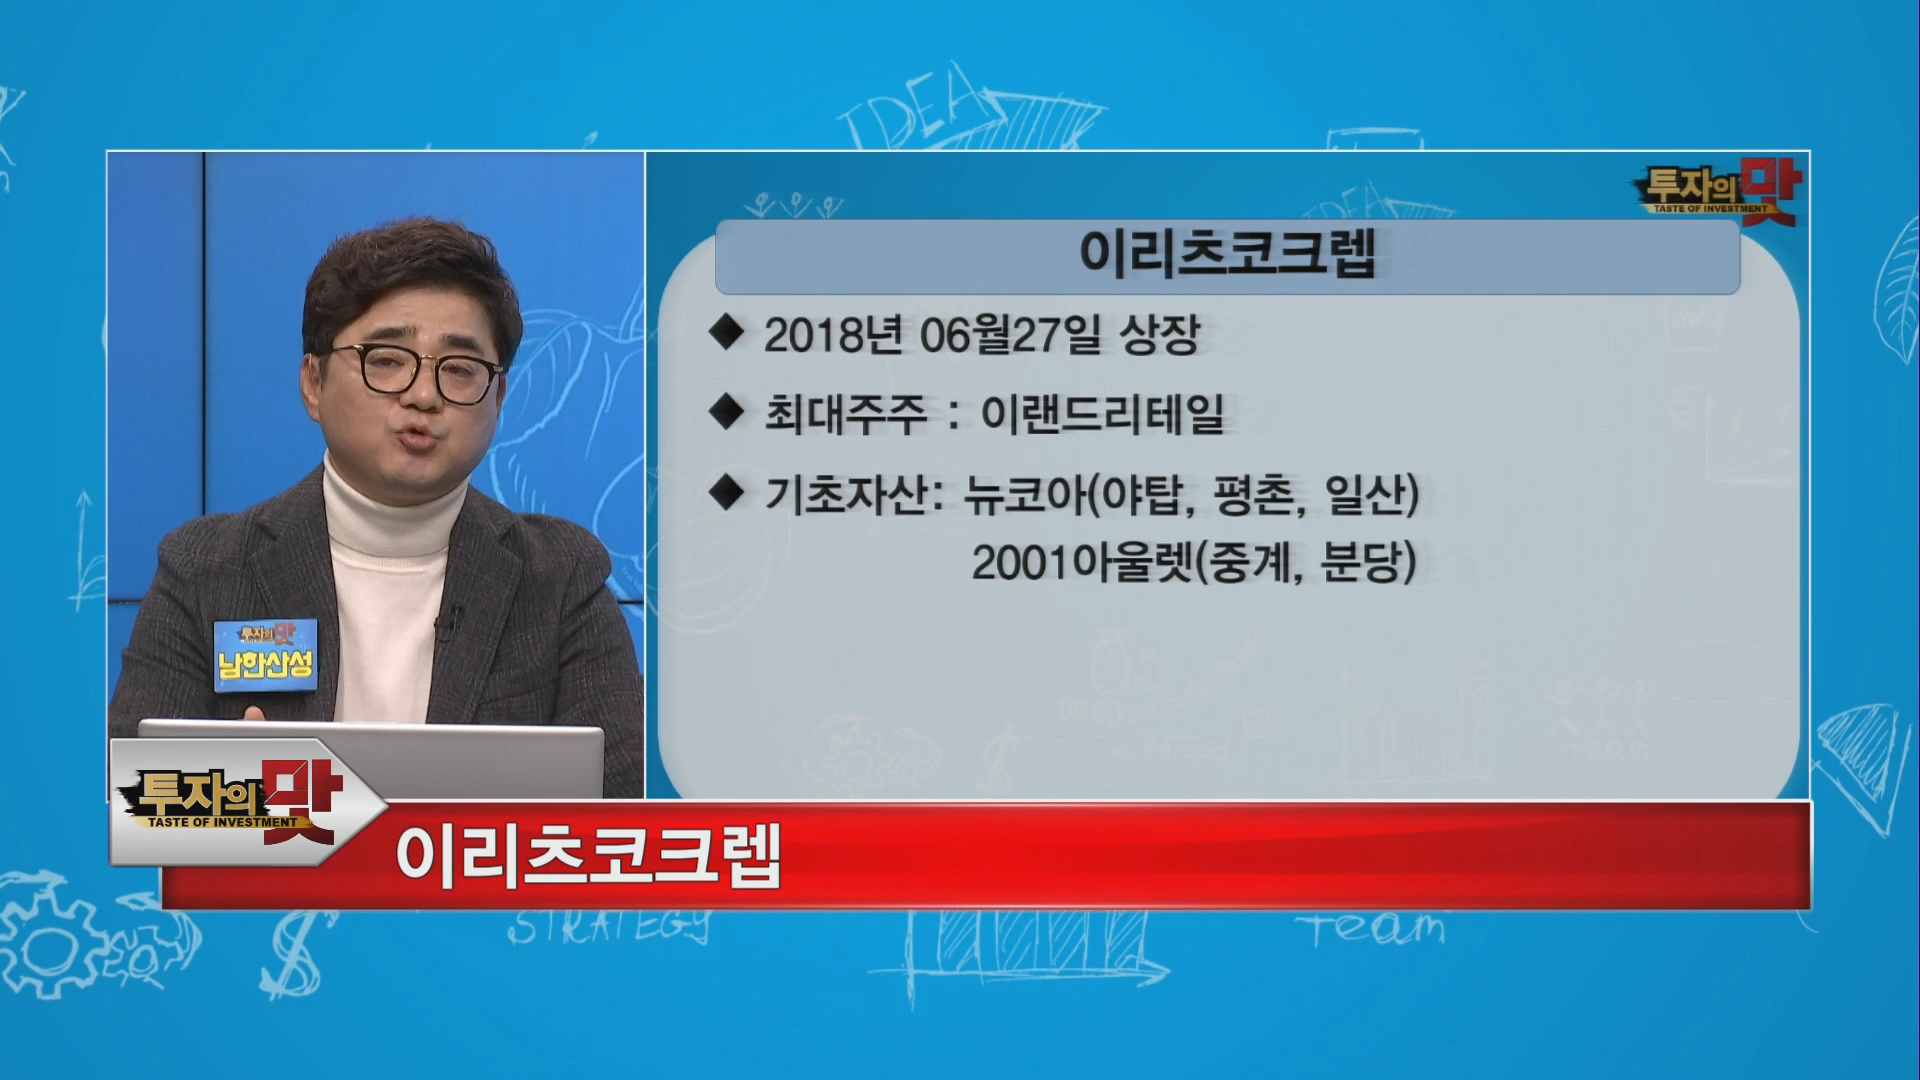 IDEA
투자의맛
TASTE OF INVESTMENT
이리츠코크렙
◆ 2018년 06월27일 상장
◆ 최대주주 : 이랜드리테일
◆ 기초자산: 뉴코아(야탑, 평촌, 일산)
2001아울렛(중계, 분당)
투자의맛
남한산성
투자의맛
TASTE OF INVESTMENT
이리츠코크렙
STRATEGY
Team